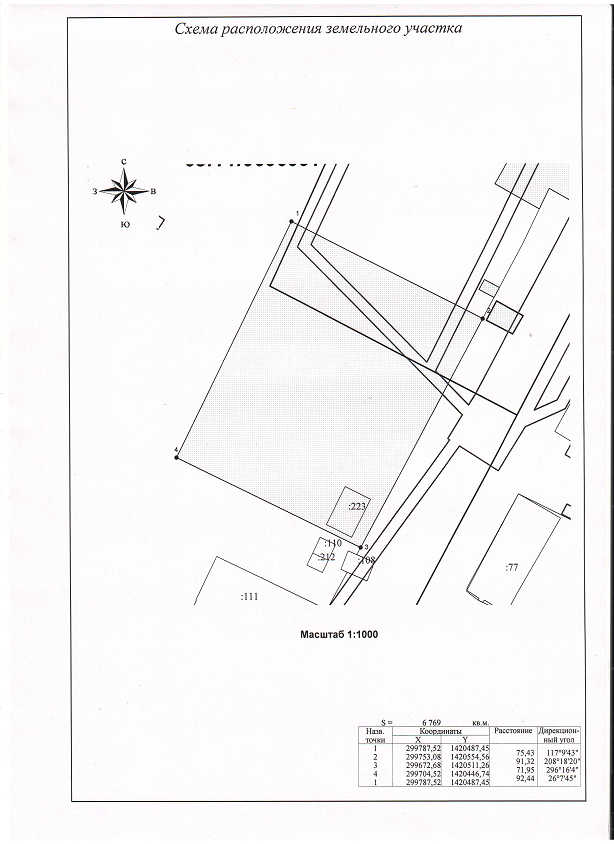 Схема расположения земельного участка
С
З
В
Ю
1
2
4
:223
3
:110
:212
:108
:77
:111
Масштаб 1:1000
S = 6 769 кв.м.
Назв. точки Координаты Расстояние Дирекцион-ный угол
X Y
1 299787,52 1420487,45
75,43 117°9'43"
2 299753,08 1420554,56
91,32 208°18'20"
3 299672,68 1420511,26
71,95 296°16'4"
4 299704,52 1420446,74
92,44 26°7'45"
1 299787,52 1420487,45